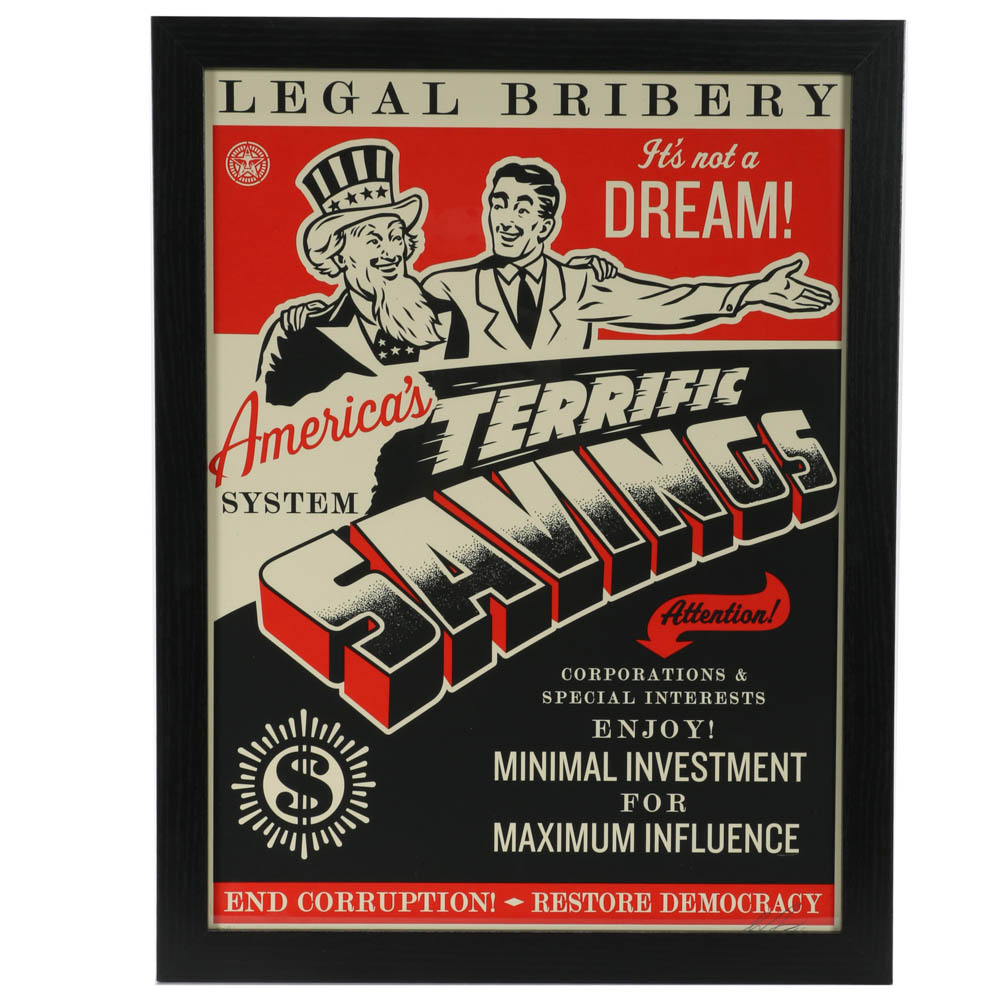 LEGAL BRIBERY
It's not a
DREAM!
America's
SYSTEM
TERRIFIC
SAVINGS
Attention!
CORPORATIONS &
SPECIAL INTERESTS
ENJOY!
MINIMAL INVESTMENT
FOR
MAXIMUM INFLUENCE
$
END CORRUPTION! RESTORE DEMOCRACY